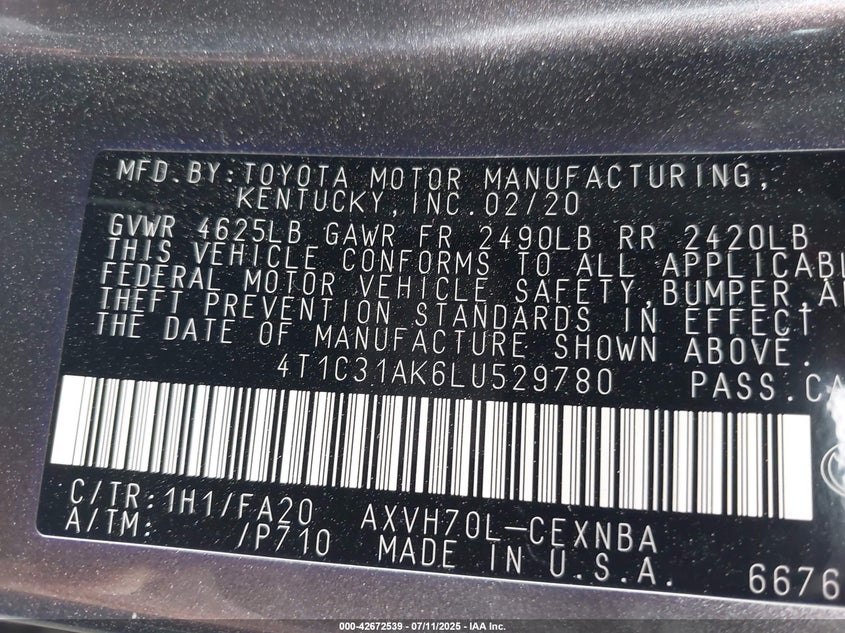 MFD.BY:TOYOTA MOTOR MANUFACTURING,
KENTUCKY,INC.02/20
GVWR 4625LB GAWR FR 2490LB RR 2420LB
THIS VEHICLE CONFORMS TO ALL APPLICABL
FEDERAL MOTOR VEHICLE SAFETY,BUMPER,A
THEFT PREVENTION STANDARDS IN EFFECT
THE DATE OF MANUFACTURE SHOWN ABOVE.
4T1C31AK6LU529780 PASS.CA
C/TR:1H1/FA20 AXVH70L-CEXNBA
A/TM: /P710 MADE IN U.S.A. 6676
000-42672539 - 07/11/2025 - IAA Inc.